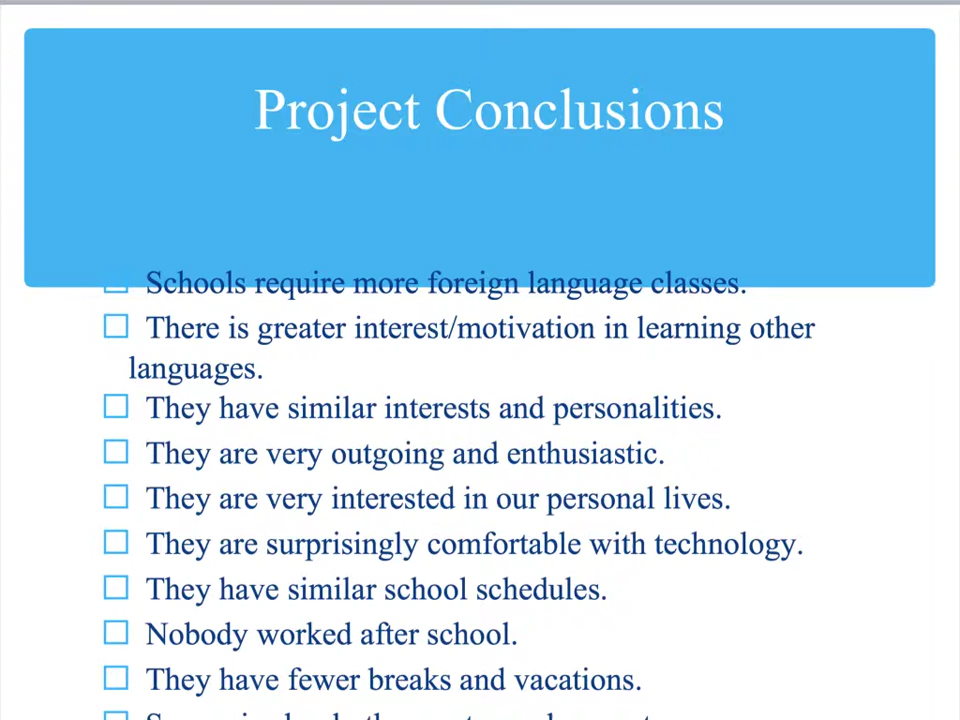 Project Conclusions
Schools require more foreign language classes.
There is greater interest/motivation in learning other
languages.
They have similar interests and personalities.
They are very outgoing and enthusiastic.
They are very interested in our personal lives.
They are surprisingly comfortable with technology.
They have similar school schedules.
Nobody worked after school.
They have fewer breaks and vacations.